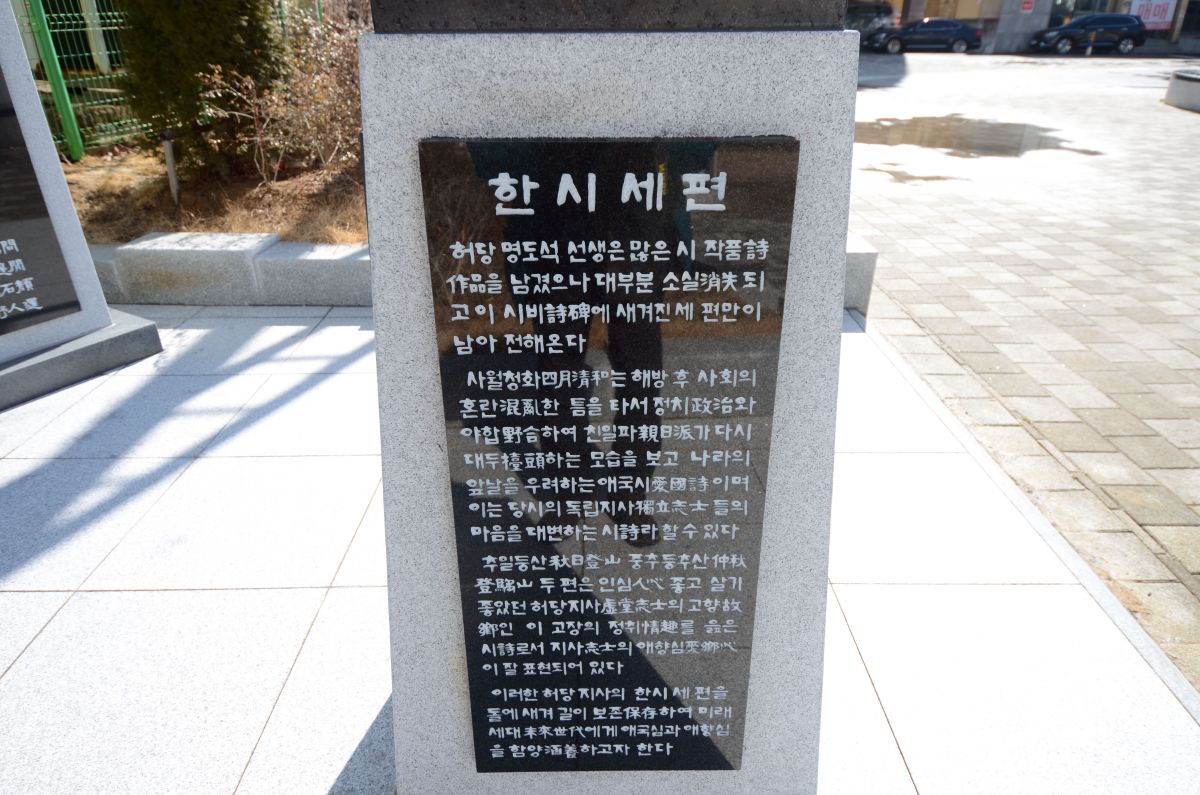 한시세편
허당 명도석 선생은 많은 시 작품詩
作品을 남겼으나 대부분 소실消失되
고 이 시비詩碑에 새겨진 세 편만이
남아 전해온다
사월청화四月淸和는 해방 후 사회의
혼란混亂한 틈을 타서 정치政治와
야합野合하여 친일파親日派가 다시
대두擡頭하는 모습을 보고 나라의
앞날을 우려하는 애국시愛國詩이며
이는 당시의 독립지사獨立志士 들의
마음을 대변하는 시詩라 할 수 있다
추일등산秋日登山 중추등추산仲秋
登騶山 두 편은 인심人心 좋고 살기
좋았던 허당지사虛堂志士의 고향故
鄕인 이 고장의 정취情趣를 읊은
시詩로서 지사志士의 애향심愛鄕心
이 잘 표현되어 있다
이러한 허당 지사의 한시 세 편을
돌에 새겨 길이 보존保存하여 미래
세대未來世代에게 애국심과 애향심
을 함양涵養하고자 한다
매매